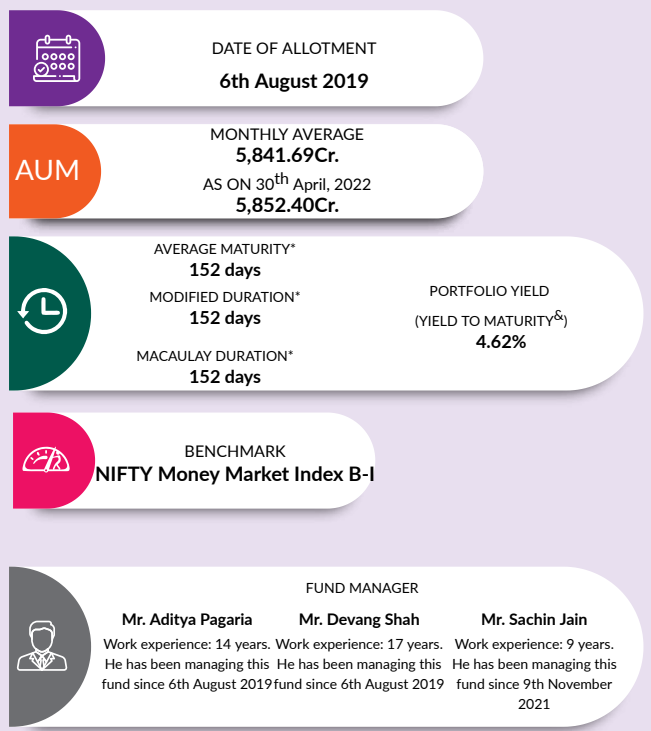 DATE OF ALLOTMENT
6th August 2019
AUM
MONTHLY AVERAGE
5,841.69Cr.
AS ON 30th April, 2022
5,852.40Cr.
AVERAGE MATURITY*
152 days
MODIFIED DURATION*
152 days
MACAULAY DURATION*
152 days
PORTFOLIO YIELD
(YIELD TO MATURITY&)
4.62%
BENCHMARK
NIFTY Money Market Index B-I
FUND MANAGER
Mr. Aditya Pagaria
Work experience: 14 years.
He has been managing this
fund since 6th August 2019
Mr. Devang Shah
Work experience: 17 years.
He has been managing this
fund since 6th August 2019
Mr. Sachin Jain
Work experience: 9 years.
He has been managing this
fund since 9th November
2021